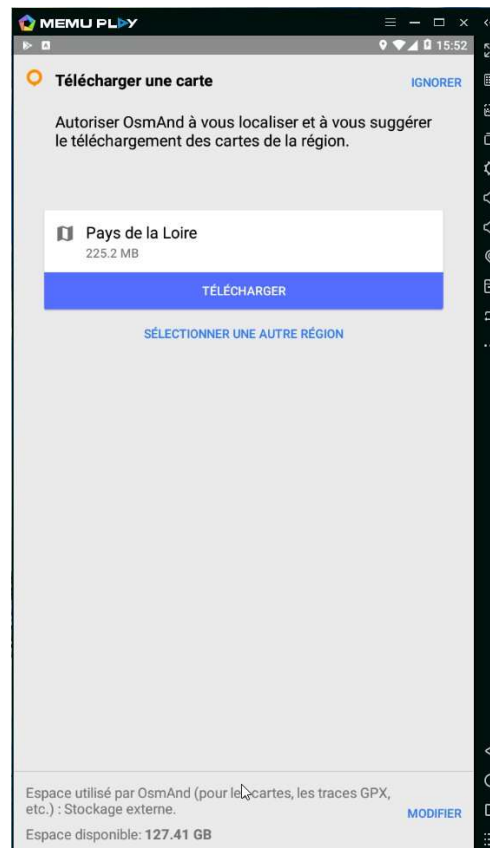 MEMU PLAY
15:52
Télécharger une carte
IGNORER
Autoriser OsmAnd à vous localiser et à vous suggérer
le téléchargement des cartes de la région.
Pays de la Loire
225.2 MB
TÉLÉCHARGER
SÉLECTIONNER UNE AUTRE RÉGION
Espace utilisé par OsmAnd (pour les cartes, les traces GPX,
etc.) : Stockage externe.
MODIFIER
Espace disponible: 127.41 GB